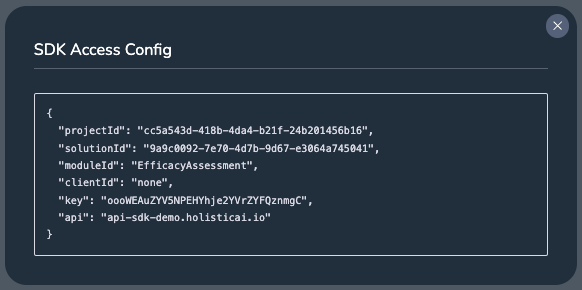 SDK Access Config
{
"projectId": "cc5a543d-418b-4da4-b21f-24b201456b16",
"solutionId": "9a9c0092-7e70-4d7b-9d67-e3064a745041",
"moduleId": "EfficacyAssessment",
"clientId": "none",
"key": "oooWEAuZYV5NPEHYhje2YVrZYFQznmgC",
"api": "api-sdk-demo.holisticai.io"
}